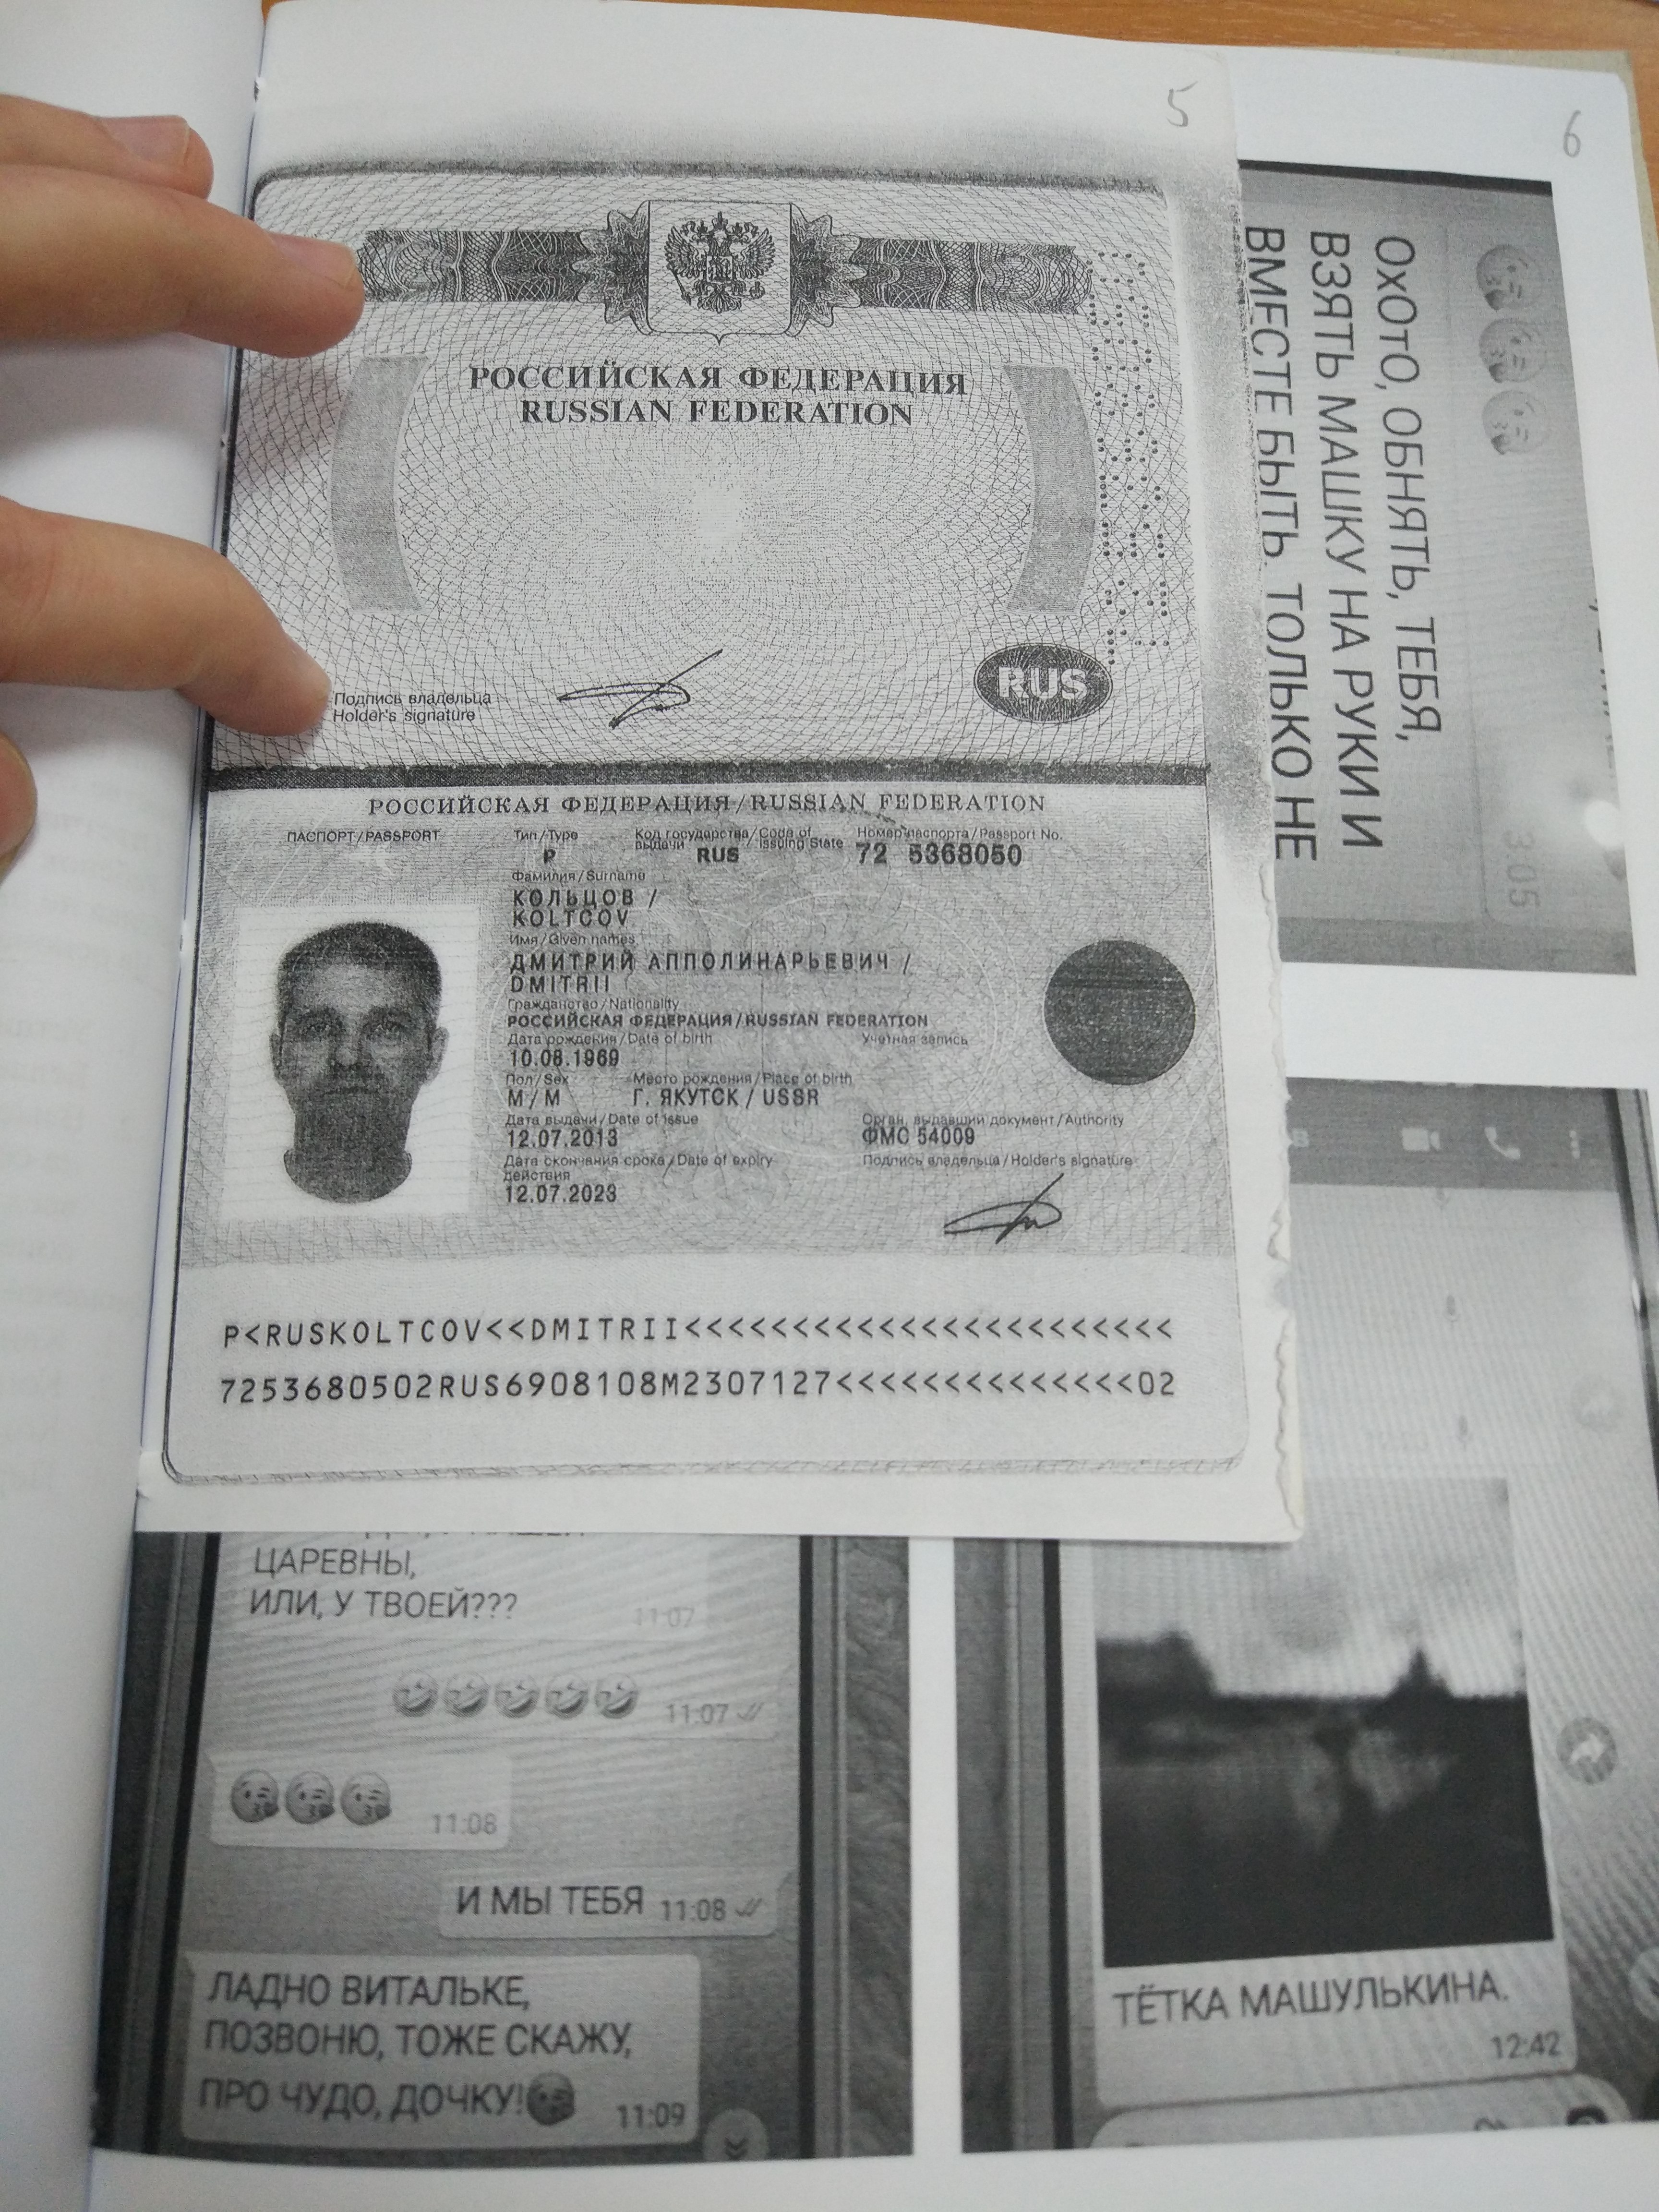 5
6
РОССИЙСКАЯ ФЕДЕРАЦИЯ
RUSSIAN FEDERATION
Подпись владельца
Holder's signature
RUS
РОССИЙСКАЯ ФЕДЕРАЦИЯ/RUSSIAN FEDERATION
ПАСПОРТ/PASSPORT
Тип/Type
Код государства/Code of
выдачи issuing State
Номер паспорта/Passport No.
P
RUS
72 5368050
Фамилия/Surname
КОЛЬЦОВ /
KOLTCOV
Имя/Given names
ДМИТРИЙ АППОЛИНАРЬЕВИЧ /
DMITRII
Гражданство/Nationality
РОССИЙСКАЯ ФЕДЕРАЦИЯ/RUSSIAN FEDERATION
Дата рождения/Date of birth
Учетная запись
10.08.1969
Пол/Sex
Место рождения/Place of birth
М/M
Г. ЯКУТСК / USSR
Дата выдачи/Date of issue
Орган, выдавший документ/Authority
12.07.2013
ФМС 54009
Дата окончания срока/Date of expiry
действия
Подпись владельца/Holder's signature
12.07.2023
P<RUSKOLTCOV<<DMITRII<<<<<<<<<<<<<<<<<<<<<<<
7253680502RUS6908108M2307127<<<<<<<<<<<<<<02
ОхОтО, ОБНЯТЬ, ТЕБЯ,
ВЗЯТЬ МАШКУ НА РУКИ И
ВМЕСТЕ БЫТЬ. ТОЛЬКО НЕ
3:05
ЦАРЕВНЫ,
ИЛИ, У ТВОЕЙ???
11:07
11:07
11:08
И МЫ ТЕБЯ 11:08
ЛАДНО ВИТАЛЬКЕ,
ПОЗВОНЮ, ТОЖЕ СКАЖУ,
ПРО ЧУДО, ДОЧКУ!
11:09
ТЁТКА МАШУЛЬКИНА.
12:42